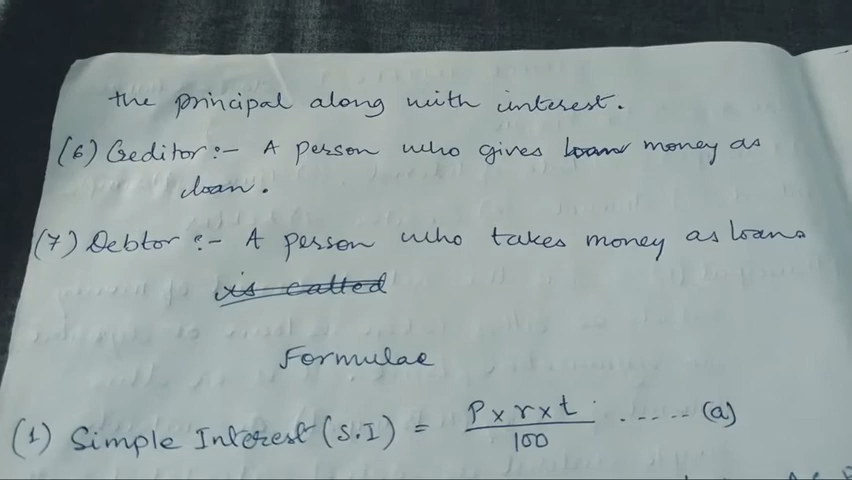 the principal along with interest.
(6) Creditor :- A person who gives loan money as
loan.
(7) Debtor :- A person who takes money as loan.
is called
Formulae
(1) Simple Interest (S.I) = P x r x t / 100 ..... (a)